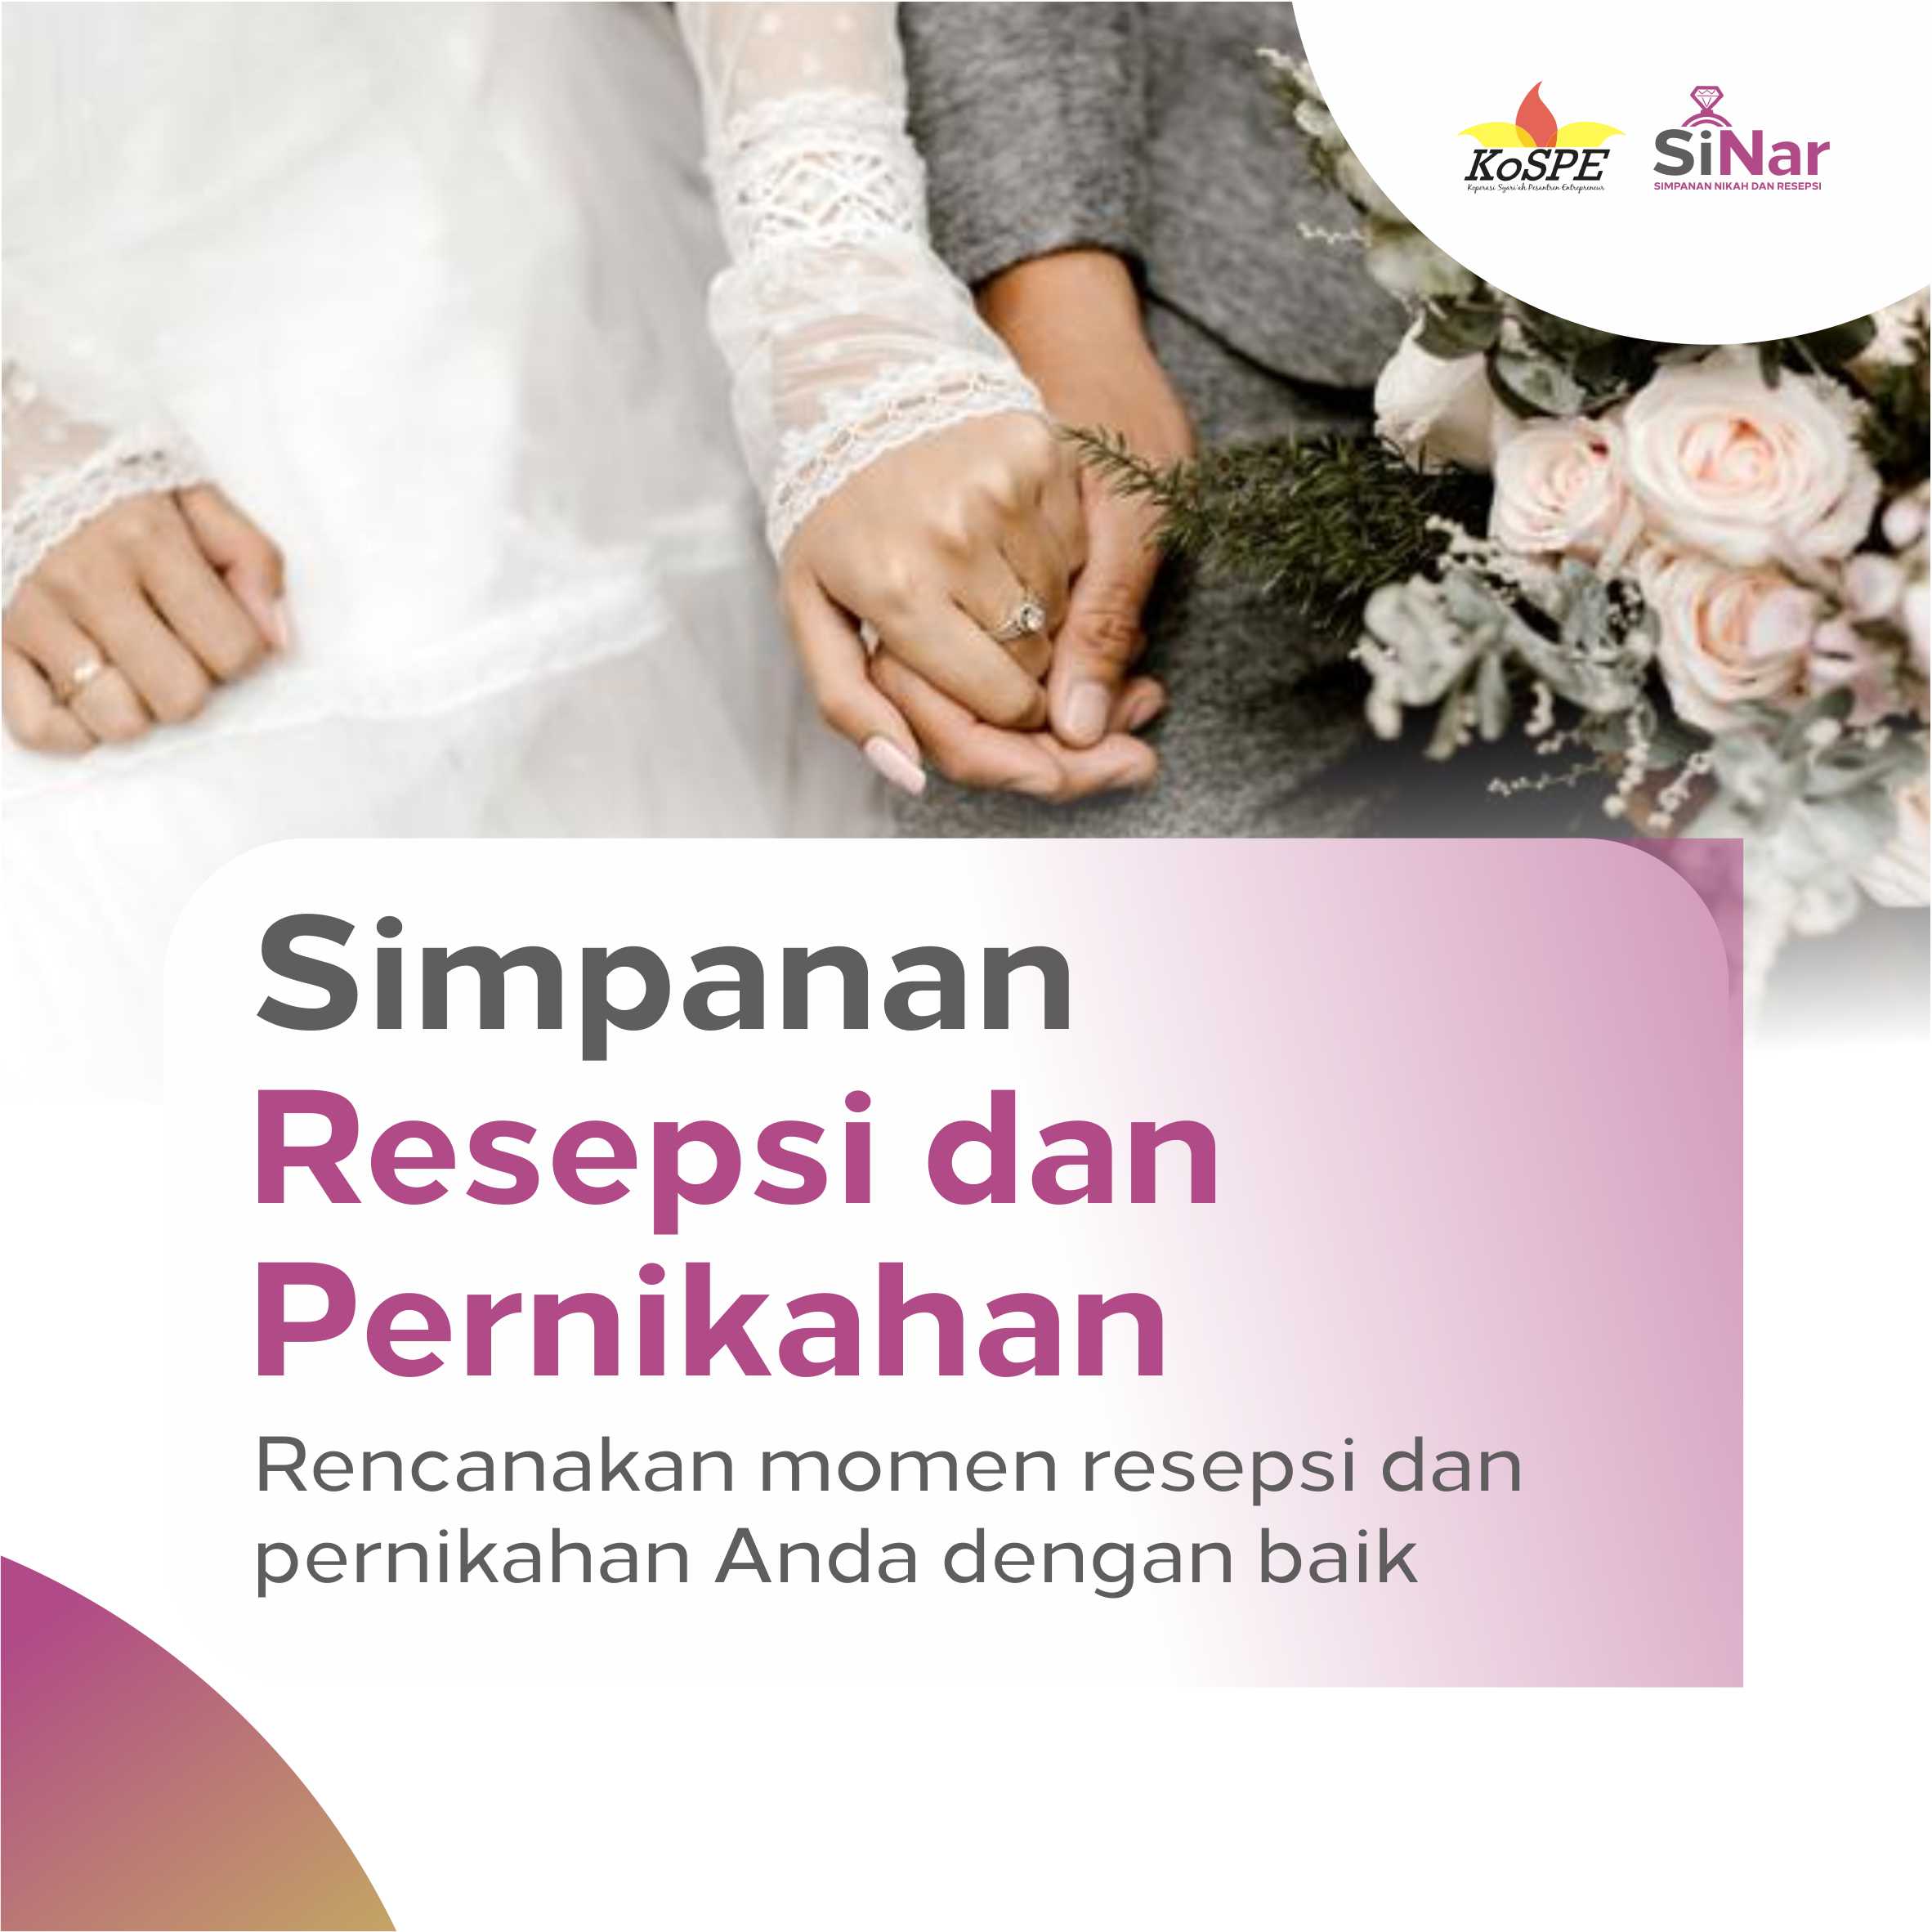 KoSPE
Koperasi Syari'ah Pesantren Entrepreneur
SiNar
SIMPANAN NIKAH DAN RESEPSI
Simpanan
Resepsi dan
Pernikahan
Rencanakan momen resepsi dan
pernikahan Anda dengan baik